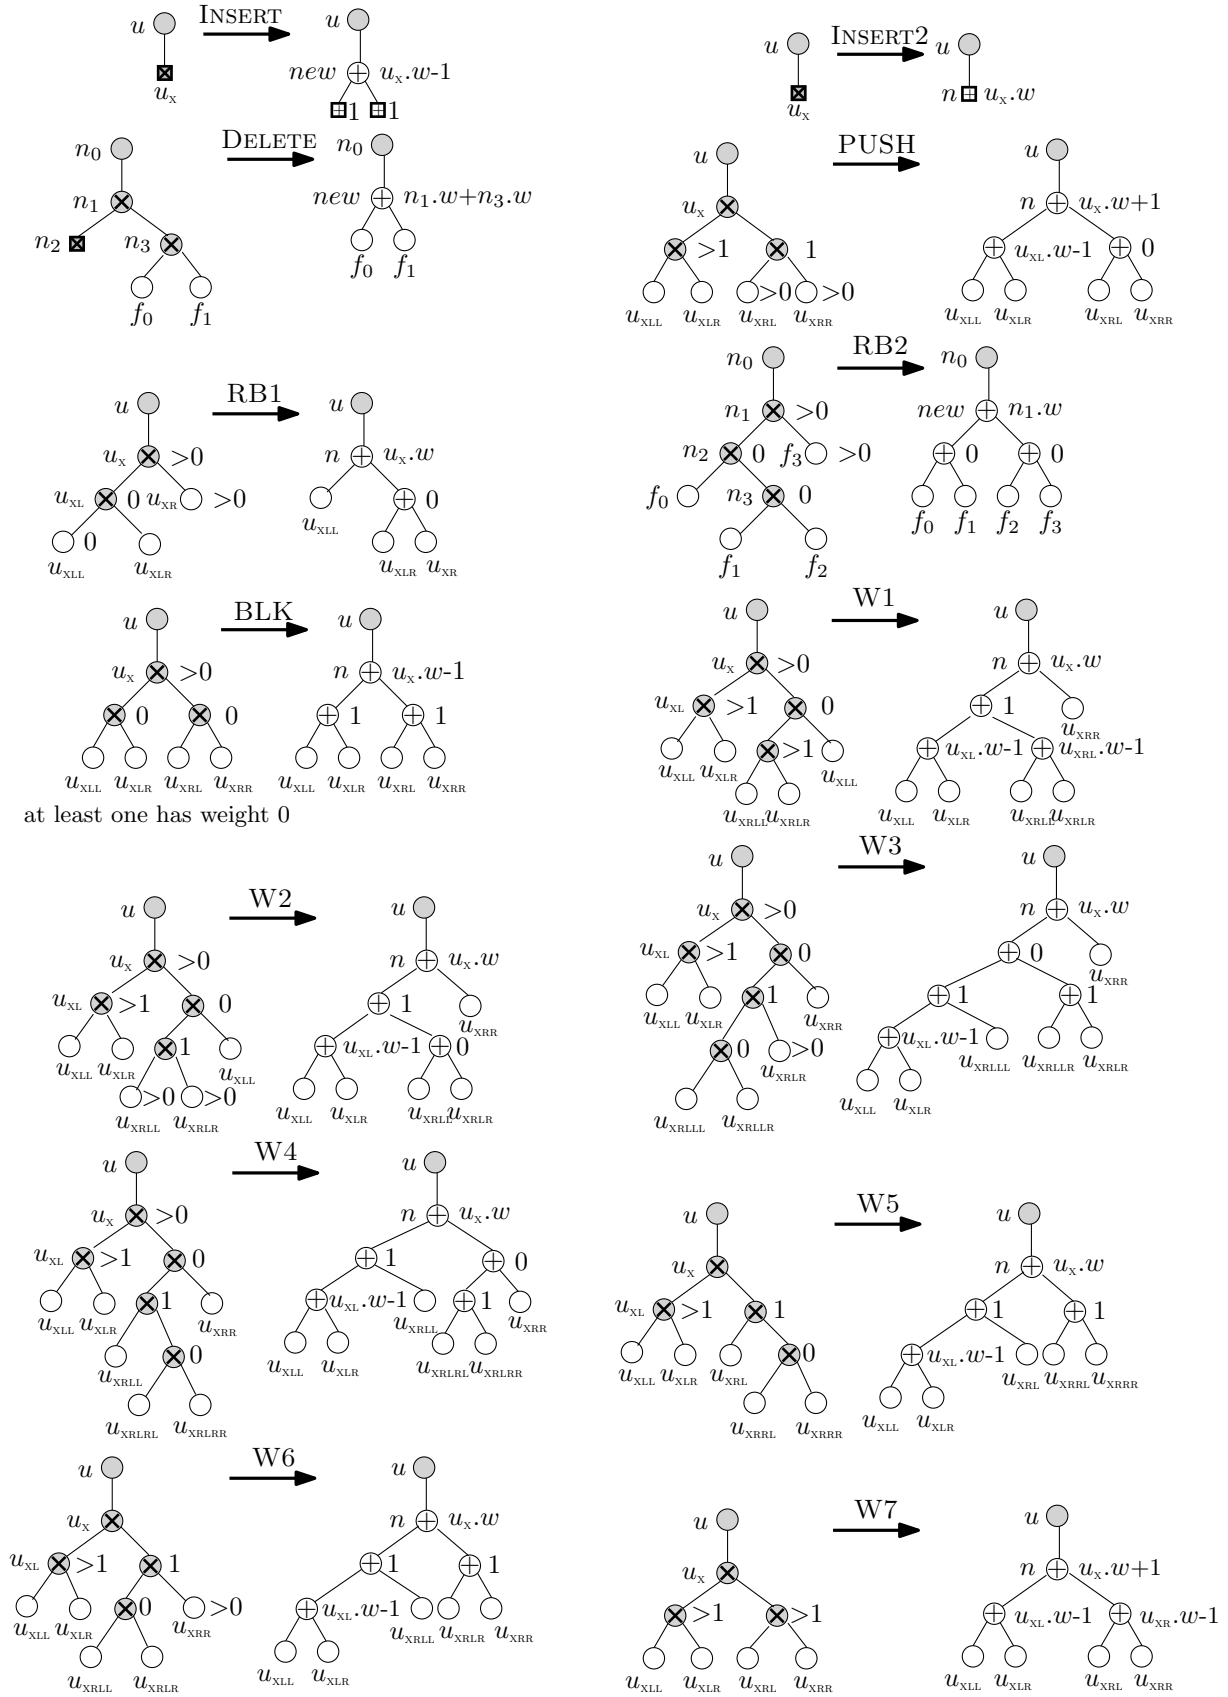 INSERT
u
u_X
u
new u_X.w-1
1 1
INSERT2
u
u_X
u
n u_X.w
DELETE
n_0
n_1
n_2 n_3
f_0 f_1
n_0
new n_1.w+n_3.w
f_0 f_1
PUSH
u
u_X
>1 1
>0 >0
u_XLL u_XLR u_XRL u_XRR
u
n u_X.w+1
u_XL.w-1 0
u_XLL u_XLR u_XRL u_XRR
RB1
u
u_X >0
u_XL 0 u_XR >0
0
u_XLL u_XLR
u
n u_X.w
u_XLL 0
u_XLR u_XR
RB2
n_0
n_1 >0
n_2 0 f_3 >0
f_0 n_3 0
f_1 f_2
n_0
new n_1.w
0 0
f_0 f_1 f_2 f_3
BLK
u
u_X >0
0 0
u_XLL u_XLR u_XRL u_XRR
at least one has weight 0
u
n u_X.w-1
1 1
u_XLL u_XLR u_XRL u_XRR
W1
u
u_X >0
u_XL >1 0
u_XLL u_XLR >1 u_XLL
u_XRLL u_XRLR
u
n u_X.w
1 u_XRR
u_XL.w-1 u_XRL.w-1
u_XLL u_XLR u_XRLL u_XRLR
W2
u
u_X >0
u_XL >1 0
u_XLL u_XLR 1 u_XLL
>0 >0
u_XRLL u_XRLR
u
n u_X.w
1 u_XRR
u_XL.w-1 0
u_XLL u_XLR u_XRLL u_XRLR
W3
u
u_X >0
u_XL >1 0
u_XLL u_XLR 1 u_XRR
0 >0
u_XRLR
u_XRLLL u_XRLLR
u
n u_X.w
0 u_XRR
1 1
u_XL.w-1 u_XRLLL u_XRLLR u_XRLR
u_XLL u_XLR
W4
u
u_X >0
u_XL >1 0
u_XLL u_XLR 1 u_XRR
u_XRLL 0
u_XRLRL u_XRLRR
u
n u_X.w
1 0
u_XL.w-1 u_XRLL 1 u_XRR
u_XLL u_XLR u_XRLRL u_XRLRR
W5
u
u_X
u_XL >1 1
u_XLL u_XLR u_XRL 0
u_XRRL u_XRRR
u
n u_X.w
1 1
u_XL.w-1 u_XRL u_XRRL u_XRRR
u_XLL u_XLR
W6
u
u_X
u_XL >1 1
u_XLL u_XLR 0 u_XRR >0
u_XRLL u_XRLR
u
n u_X.w
1 1
u_XL.w-1 u_XRLL u_XRLR u_XRR
u_XLL u_XLR
W7
u
u_X
>1 >1
u_XLL u_XLR u_XRL u_XRR
u
n u_X.w+1
u_XL.w-1 u_XR.w-1
u_XLL u_XLR u_XRL u_XRR